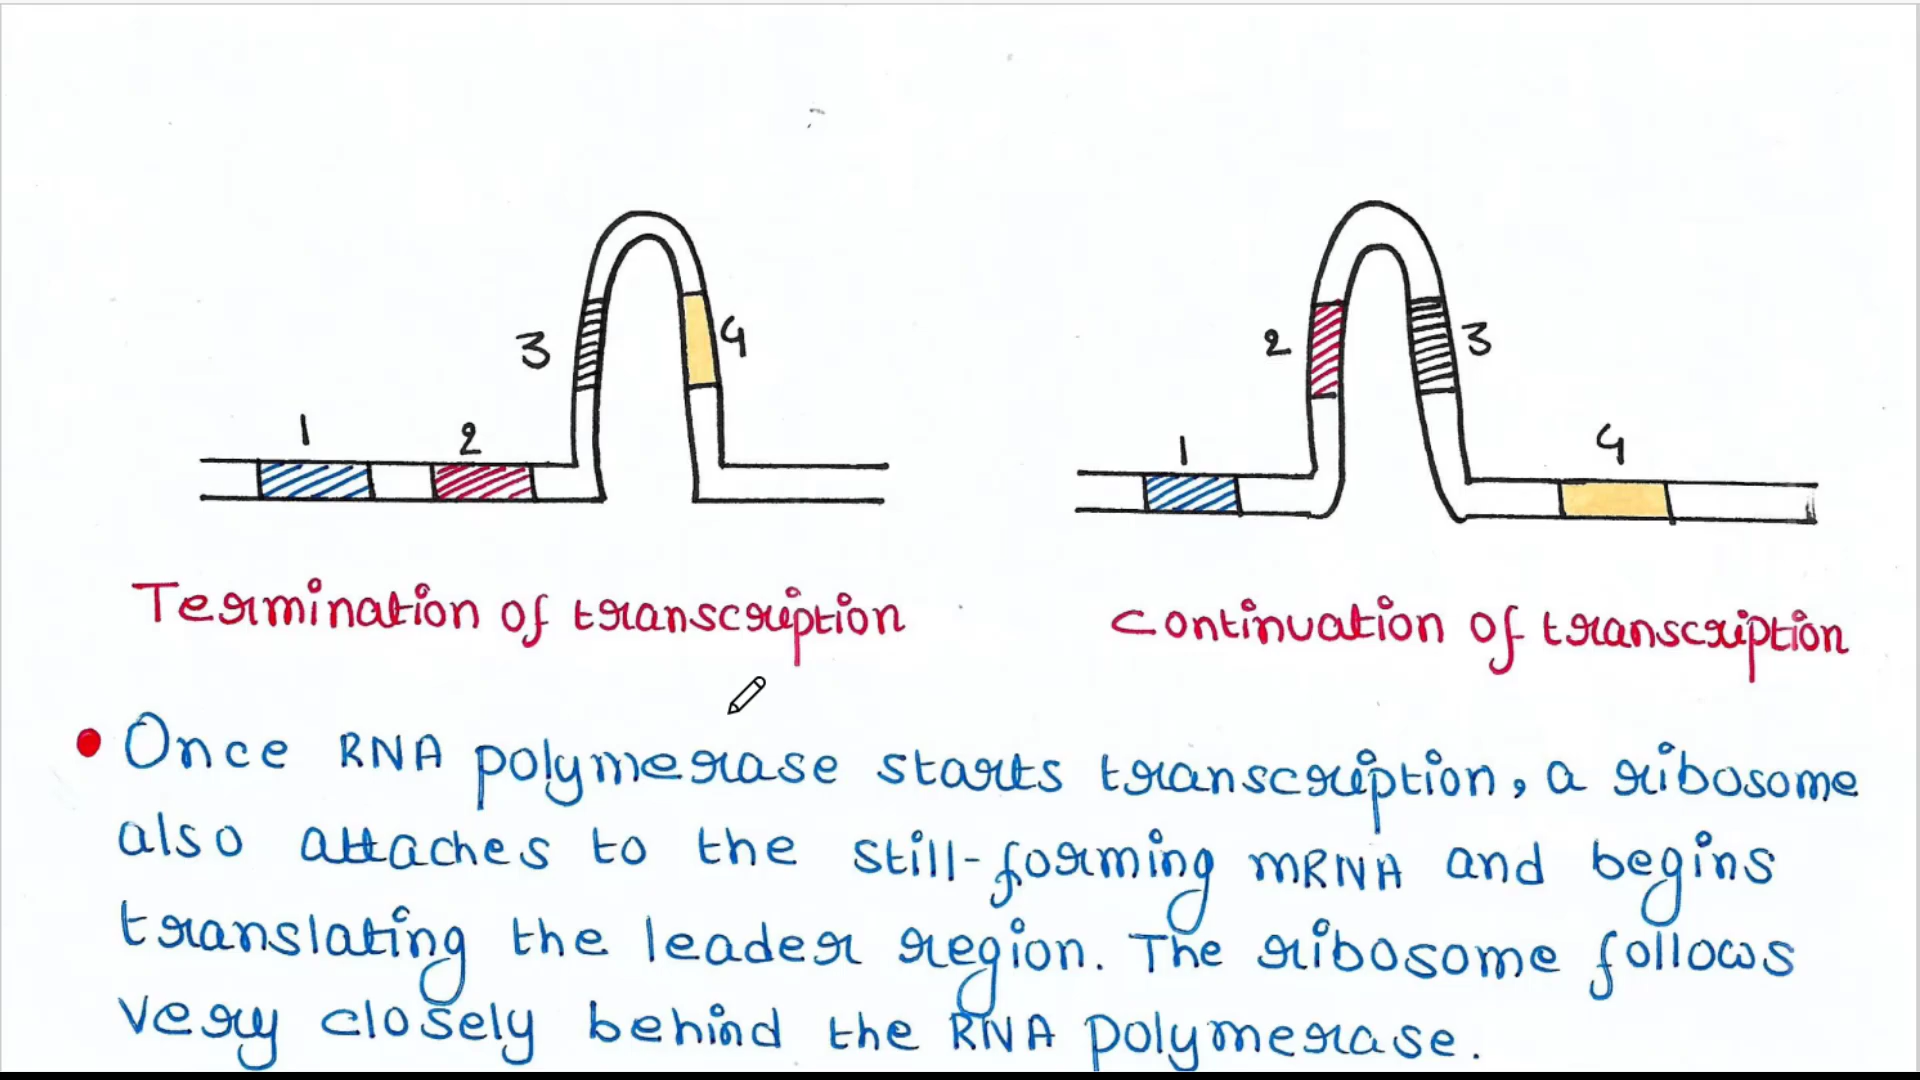 3 4 2 3
1 2 1 4
Termination of transcription
Continuation of transcription
• Once RNA polymerase starts transcription, a ribosome
also attaches to the still-forming mRNA and begins
translating the leader region. The ribosome follows
very closely behind the RNA polymerase.